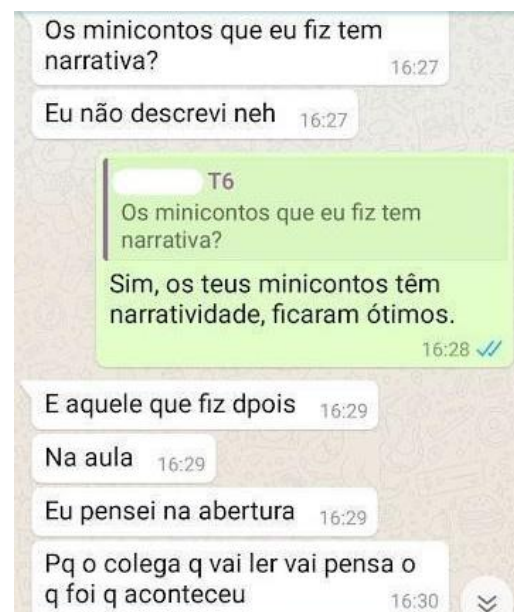 Os minicontos que eu fiz tem
narrativa?
16:27
Eu não descrevi neh
16:27
T6
Os minicontos que eu fiz tem
narrativa?
Sim, os teus minicontos têm
narratividade, ficaram ótimos.
16:28
E aquele que fiz dpois
16:29
Na aula
16:29
Eu pensei na abertura
16:29
Pq o colega q vai ler vai pensa o
q foi q aconteceu
16:30